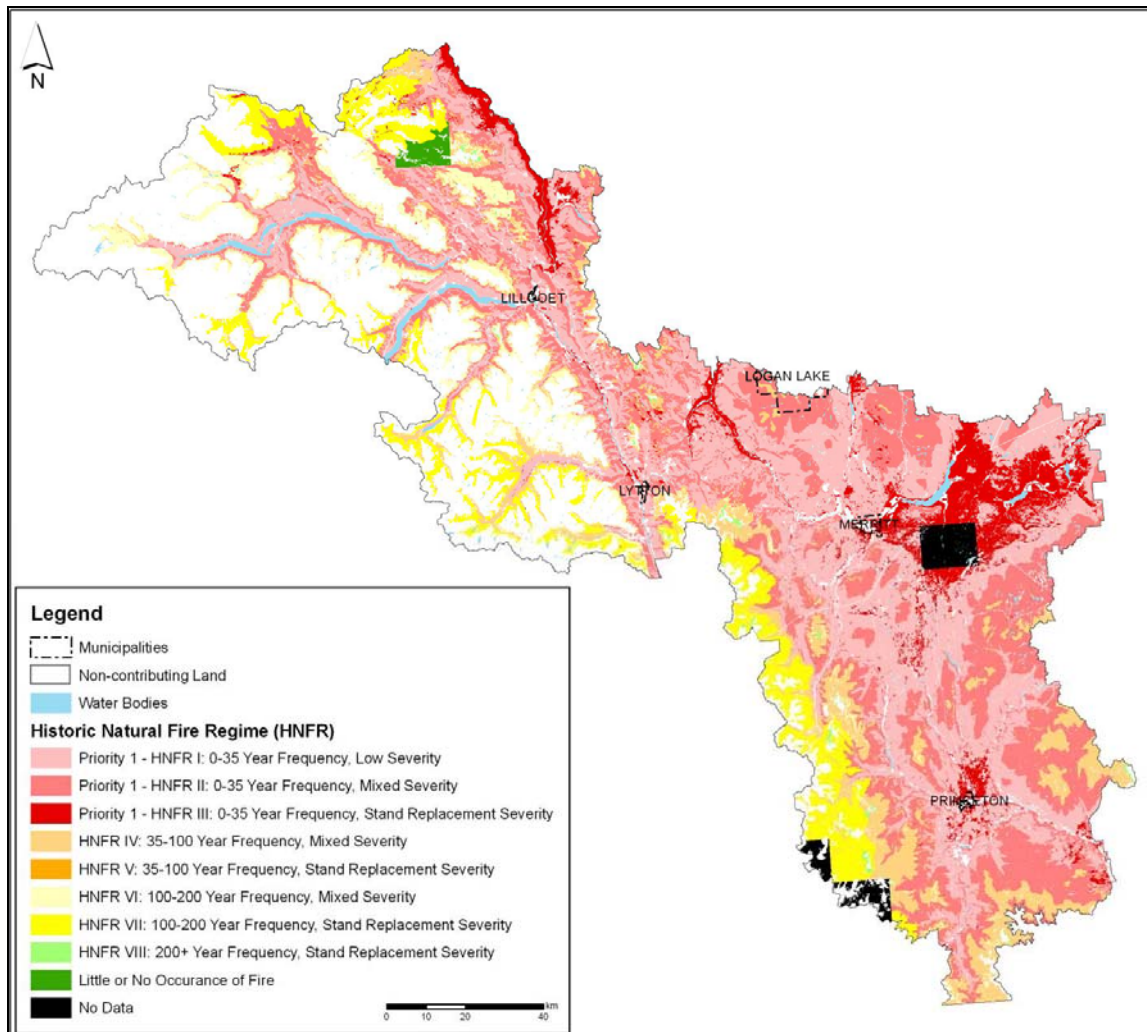 N
LILLOOET
LOGAN LAKE
LYTTON
MERRITT
PRINCETON
Legend
Municipalities
Non-contributing Land
Water Bodies
Historic Natural Fire Regime (HNFR)
Priority 1 - HNFR I: 0-35 Year Frequency, Low Severity
Priority 1 - HNFR II: 0-35 Year Frequency, Mixed Severity
Priority 1 - HNFR III: 0-35 Year Frequency, Stand Replacement Severity
HNFR IV: 35-100 Year Frequency, Mixed Severity
HNFR V: 35-100 Year Frequency, Stand Replacement Severity
HNFR VI: 100-200 Year Frequency, Mixed Severity
HNFR VII: 100-200 Year Frequency, Stand Replacement Severity
HNFR VIII: 200+ Year Frequency, Stand Replacement Severity
Little or No Occurance of Fire
No Data
km
0 10 20 40